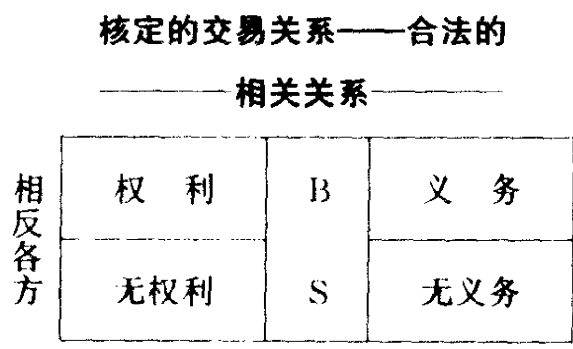 核定的交易关系——合法的
相关关系
相反各方
权 利 B 义 务
无权利 S 无义务